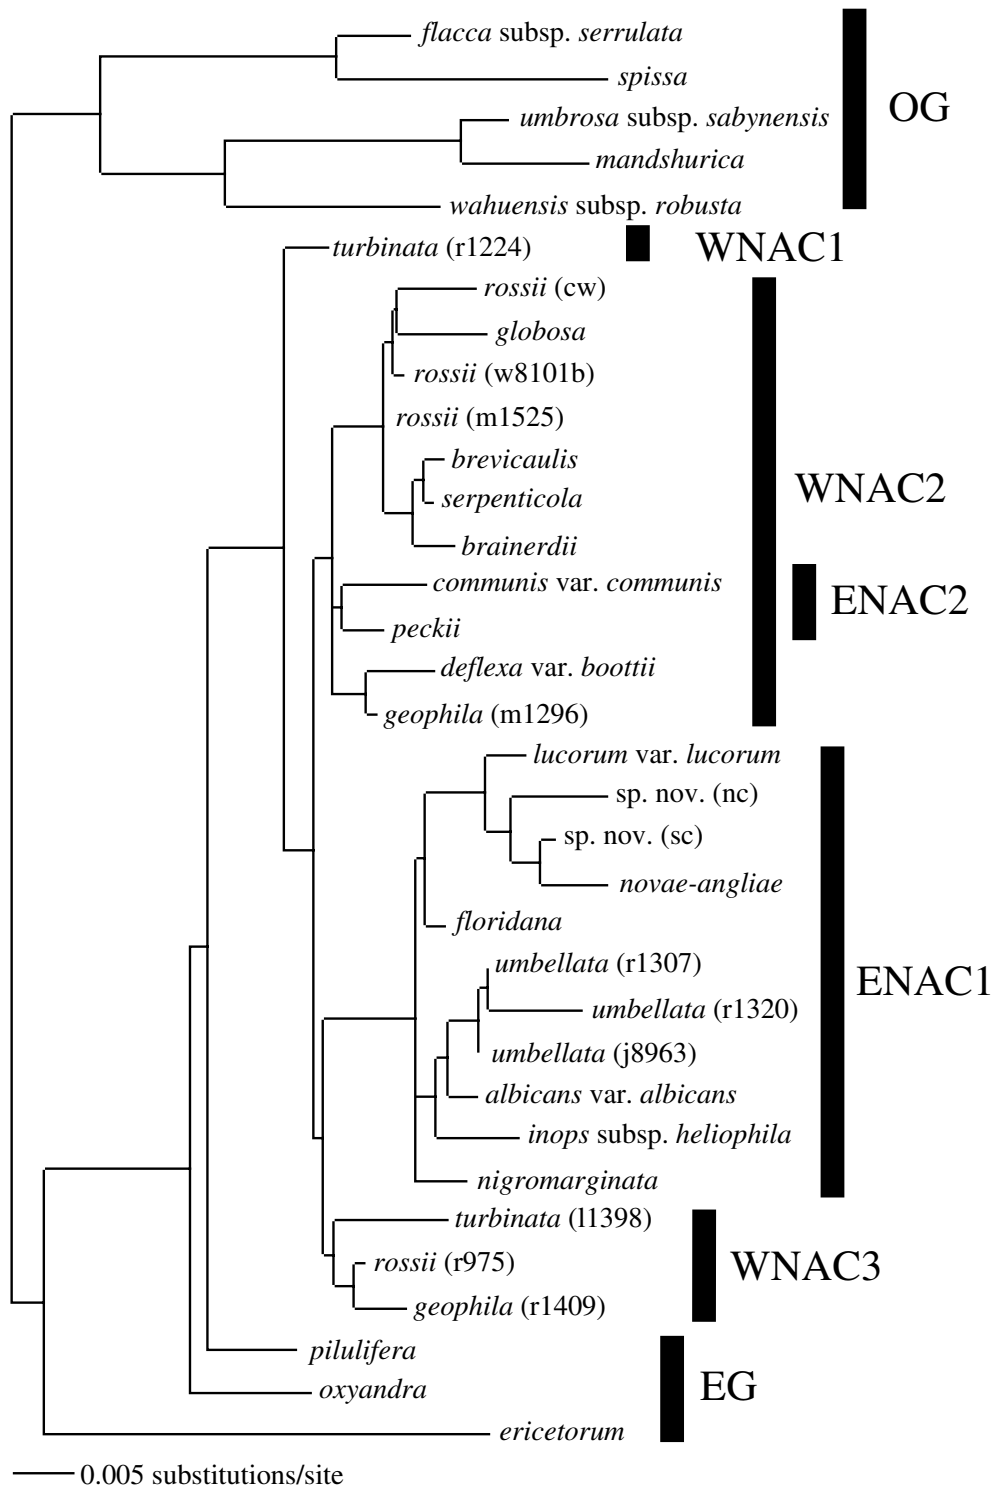 flacca subsp. serrulata
spissa
umbrosa subsp. sabynensis
mandshurica
wahuensis subsp. robusta
OG
turbinata (r1224)
WNAC1
rossii (cw)
globosa
rossii (w8101b)
rossii (m1525)
brevicaulis
serpenticola
brainerdii
communis var. communis
peckii
deflexa var. boottii
geophila (m1296)
WNAC2
ENAC2
lucorum var. lucorum
sp. nov. (nc)
sp. nov. (sc)
novae-angliae
floridana
umbellata (r1307)
umbellata (r1320)
umbellata (j8963)
albicans var. albicans
inops subsp. heliophila
nigromarginata
ENAC1
turbinata (l1398)
rossii (r975)
geophila (r1409)
WNAC3
pilulifera
oxyandra
ericetorum
EG
0.005 substitutions/site